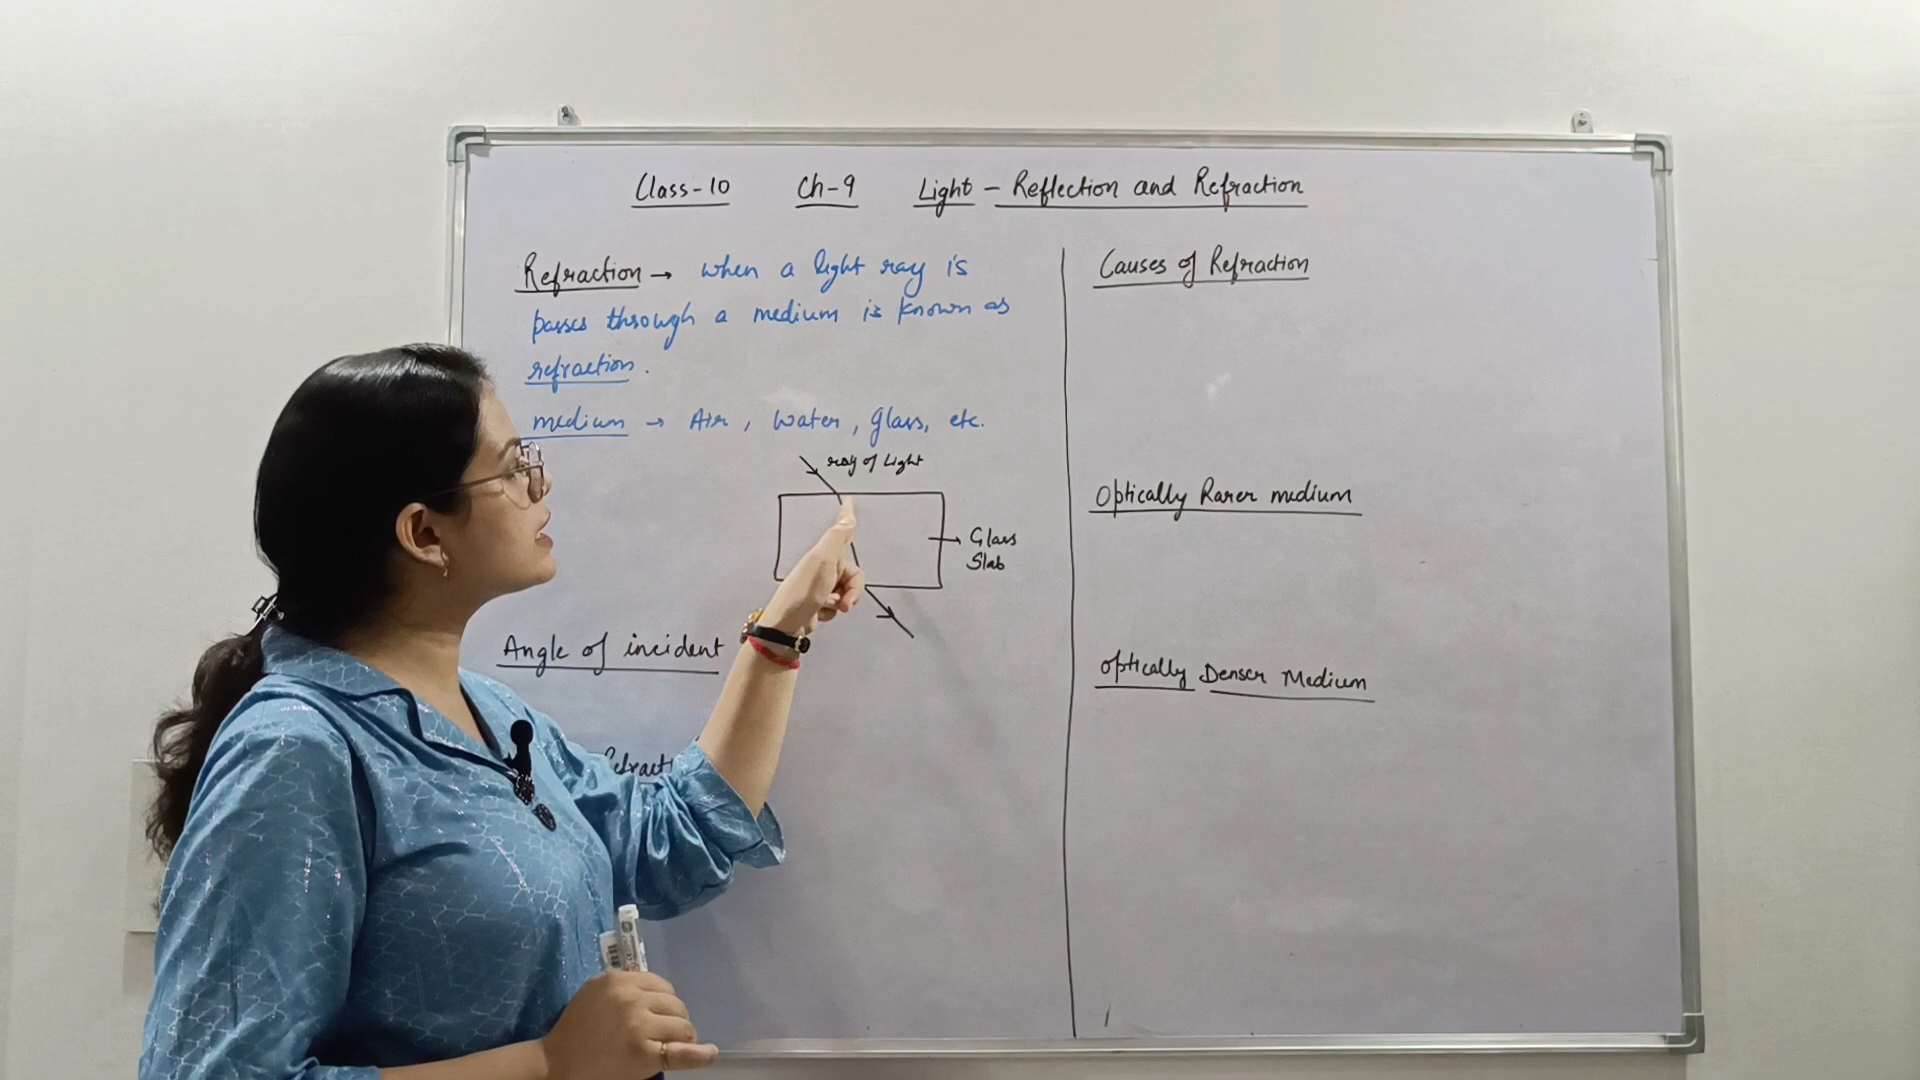 Class-10 Ch-9 Light - Reflection and Refraction
Refraction → when a light ray is
passes through a medium is known as
refraction.
medium → Air, Water, Glass, etc.
ray of Light
Glass
Slab
Angle of incident
Causes of Refraction
Optically Rarer medium
Optically Denser Medium